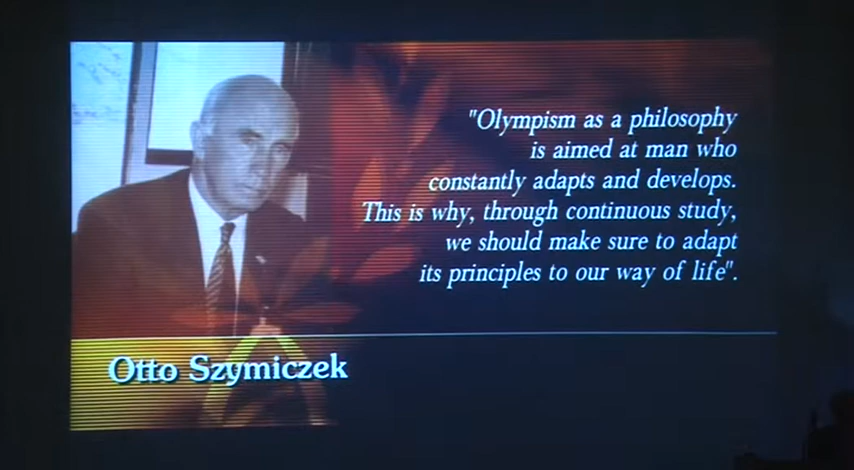 "Olympism as a philosophy
is aimed at man who
constantly adapts and develops.
This is why, through continuous study,
we should make sure to adapt
its principles to our way of life".
Otto Szymiczek